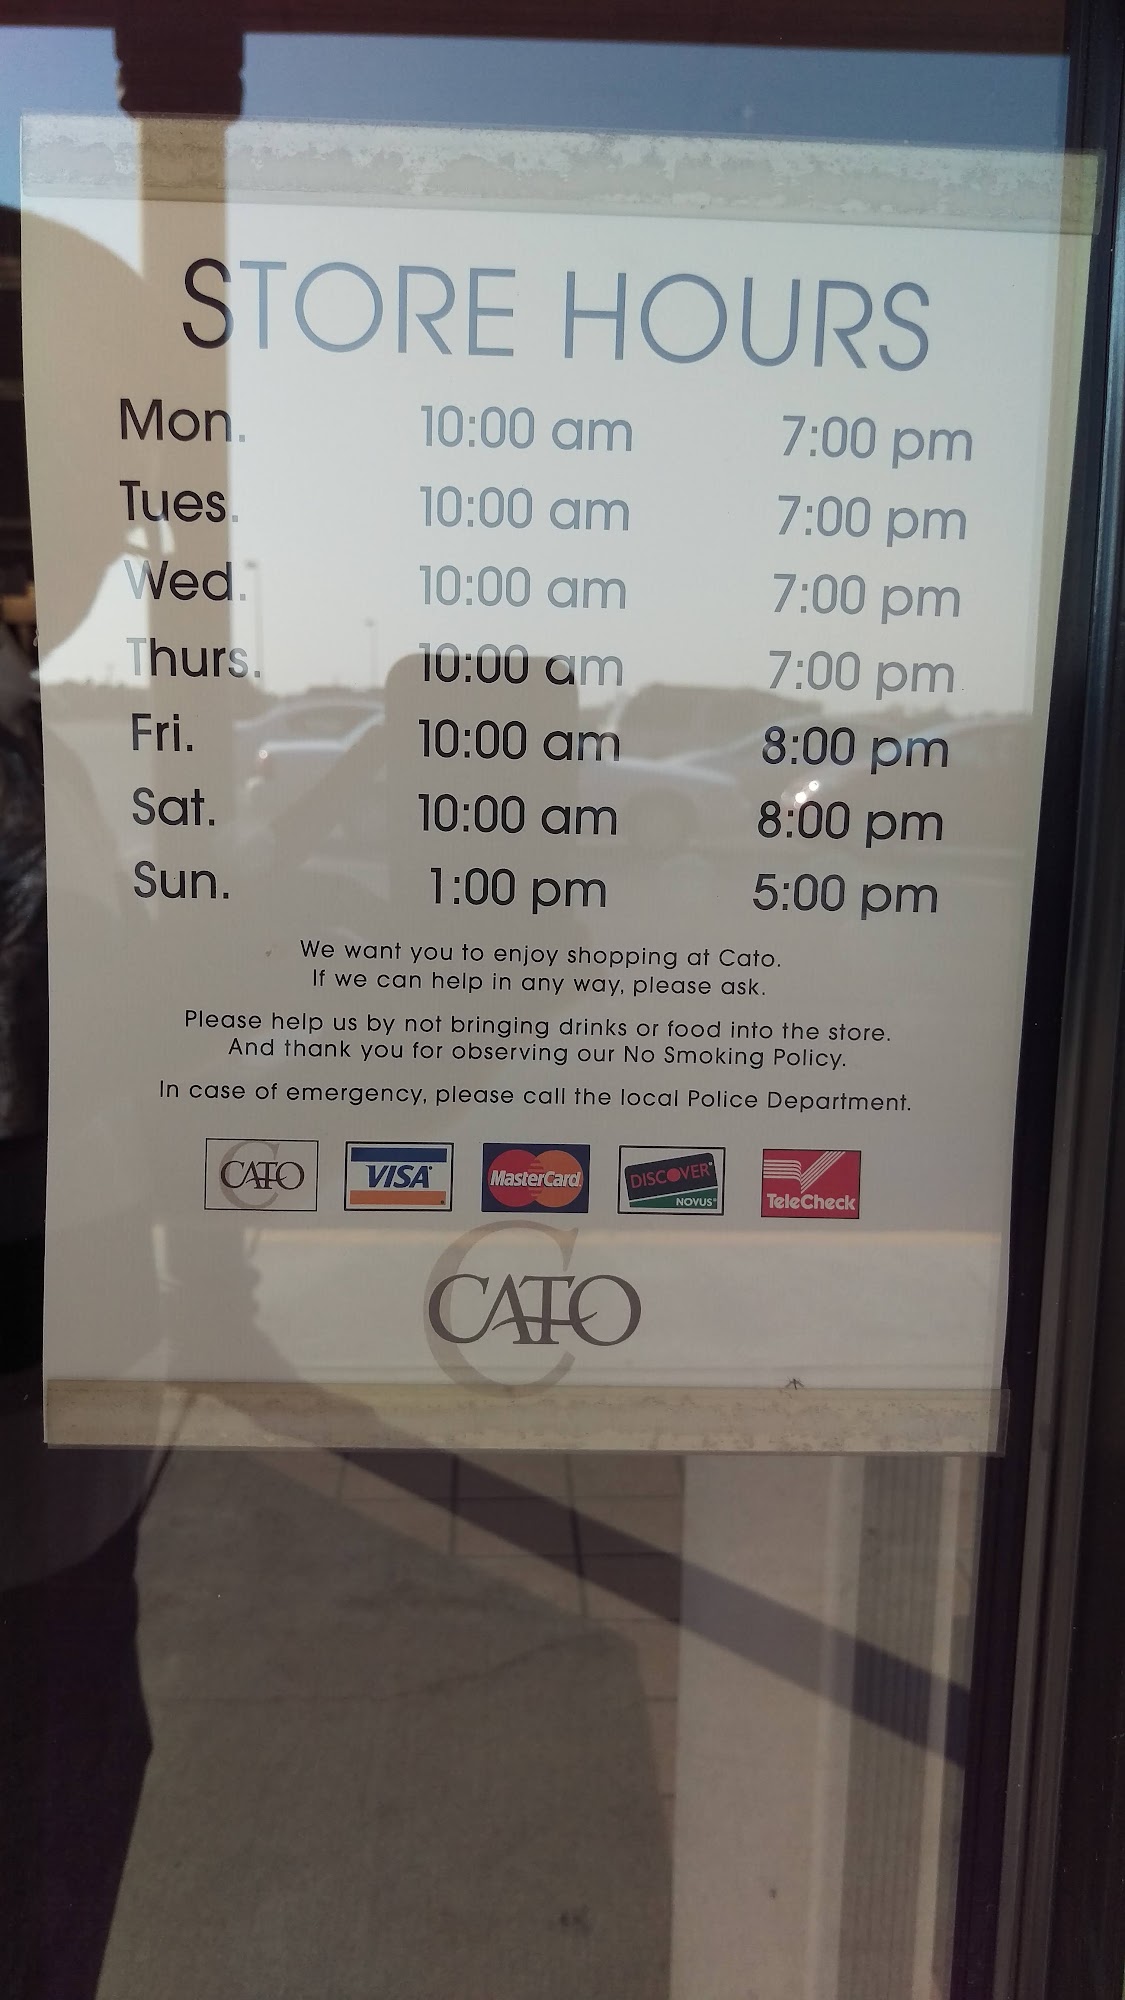 STORE HOURS
Mon. 10:00 am 7:00 pm
Tues. 10:00 am 7:00 pm
Wed. 10:00 am 7:00 pm
Thurs. 10:00 am 7:00 pm
Fri. 10:00 am 8:00 pm
Sat. 10:00 am 8:00 pm
Sun. 1:00 pm 5:00 pm
We want you to enjoy shopping at Cato.
If we can help in any way, please ask.
Please help us by not bringing drinks or food into the store.
And thank you for observing our No Smoking Policy.
In case of emergency, please call the local Police Department.
C CATO VISA MasterCard DISCOVER NOVUS TeleCheck
C CATO